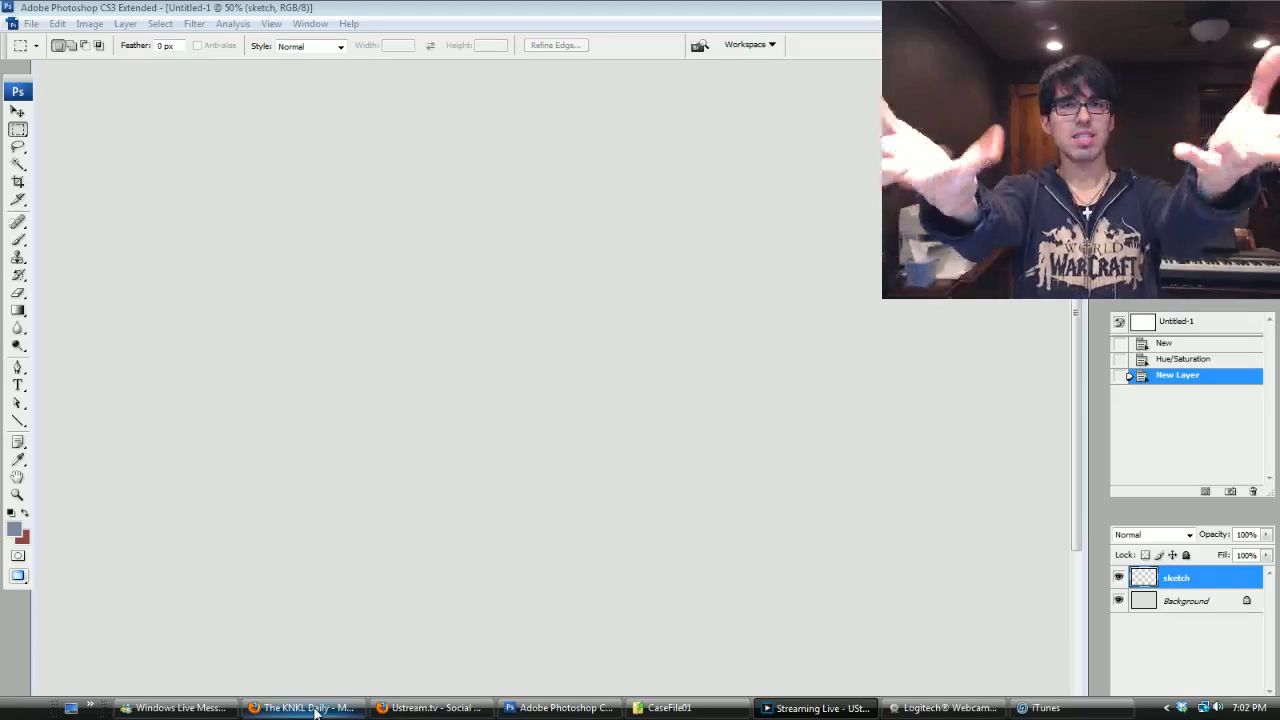 Adobe Photoshop CS3 Extended - [Untitled-1 @ 50% (sketch, RGB/8)]
File Edit Image Layer Select Filter Analysis View Window Help
Feather: 0 px Anti-alias Style: Normal Width: Height: Refine Edge... Workspace
Ps
WORLD
WARCRAFT
Untitled-1
New
Hue/Saturation
New Layer
Normal Opacity: 100%
Lock: Fill: 100%
sketch
Background
T
Windows Live Mess... The KNKL Daily - M... Ustream.tv - Social ... Ps Adobe Photoshop C... CaseFile01 Streaming Live - USt... Logitech® Webcam... iTunes 7:02 PM